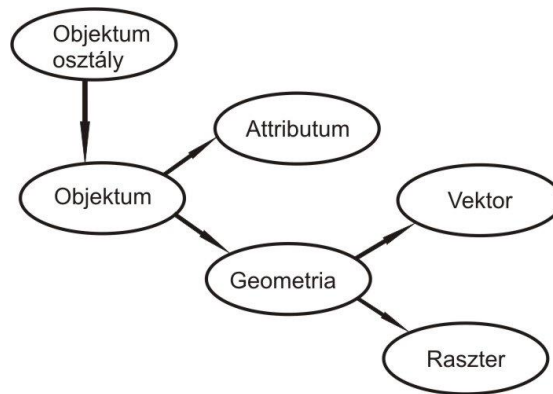 Objektum
osztály
Attributum
Objektum
Vektor
Geometria
Raszter